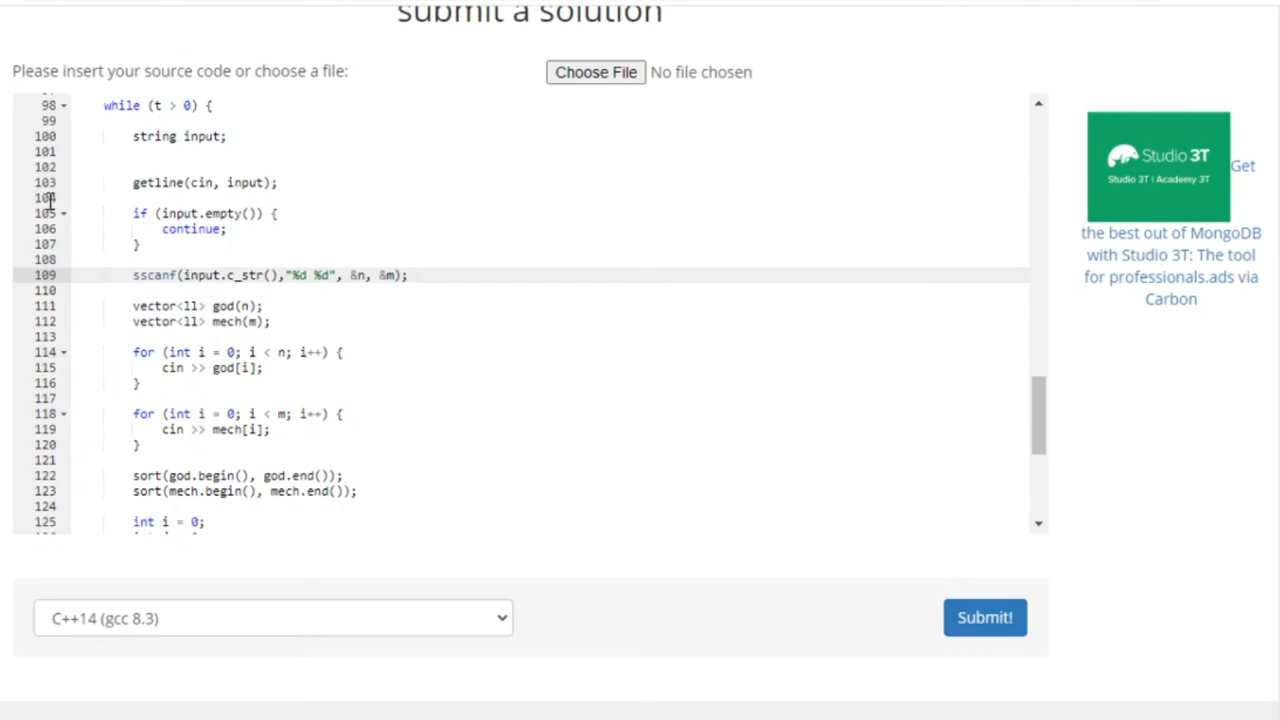 submit a solution
Please insert your source code or choose a file:
Choose File No file chosen
98 while (t > 0) {
99
100 string input;
101
102
103 getline(cin, input);
104
105 if (input.empty()) {
106 continue;
107 }
108
109 sscanf(input.c_str(),"%d %d", &n, &m);
110
111 vector<ll> god(n);
112 vector<ll> mech(m);
113
114 for (int i = 0; i < n; i++) {
115 cin >> god[i];
116 }
117
118 for (int i = 0; i < m; i++) {
119 cin >> mech[i];
120 }
121
122 sort(god.begin(), god.end());
123 sort(mech.begin(), mech.end());
124
125 int i = 0;
C++14 (gcc 8.3)
Submit!
Studio 3T
Studio 3T | Academy 3T
Get
the best out of MongoDB
with Studio 3T: The tool
for professionals.ads via
Carbon